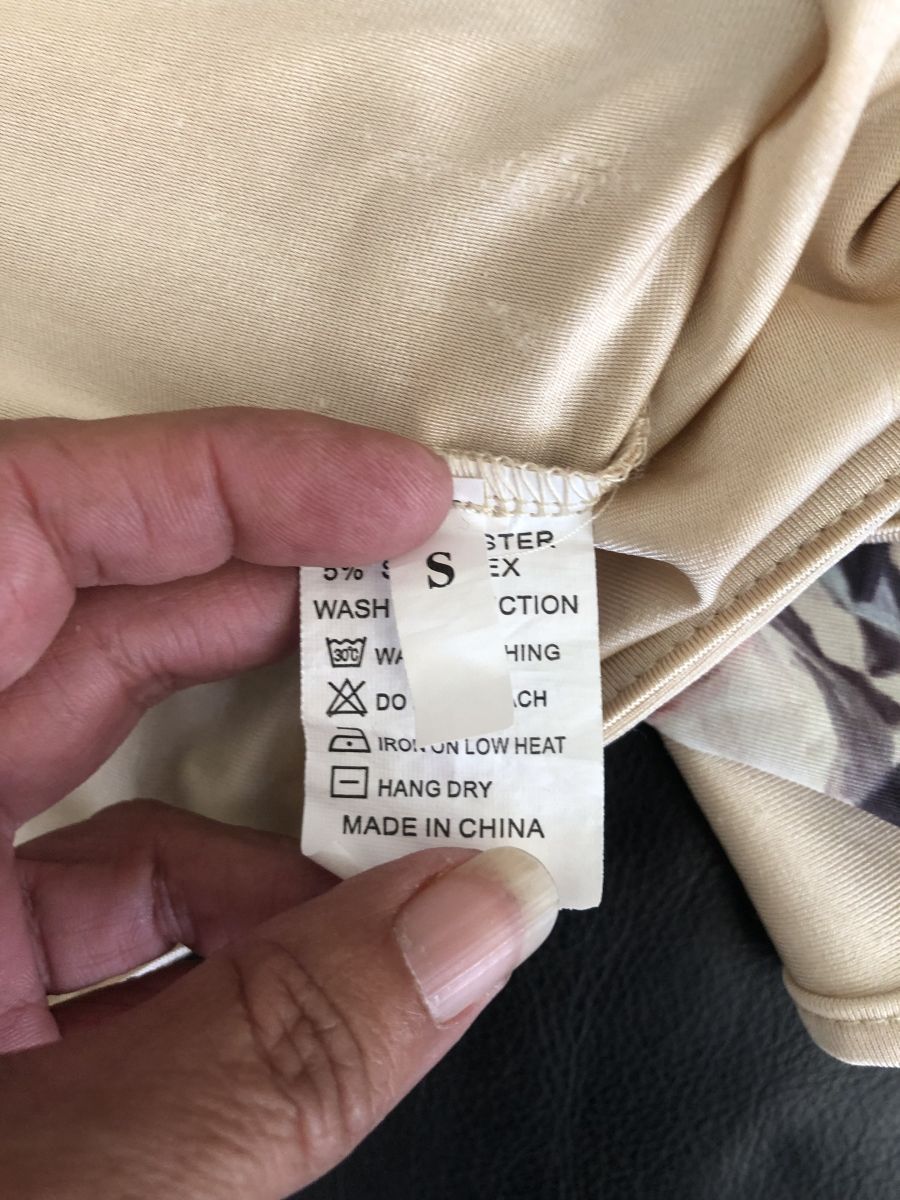 S
STER
5% S EX
WASH CTION
30°C WA HING
DO ACH
IRON ON LOW HEAT
HANG DRY
MADE IN CHINA